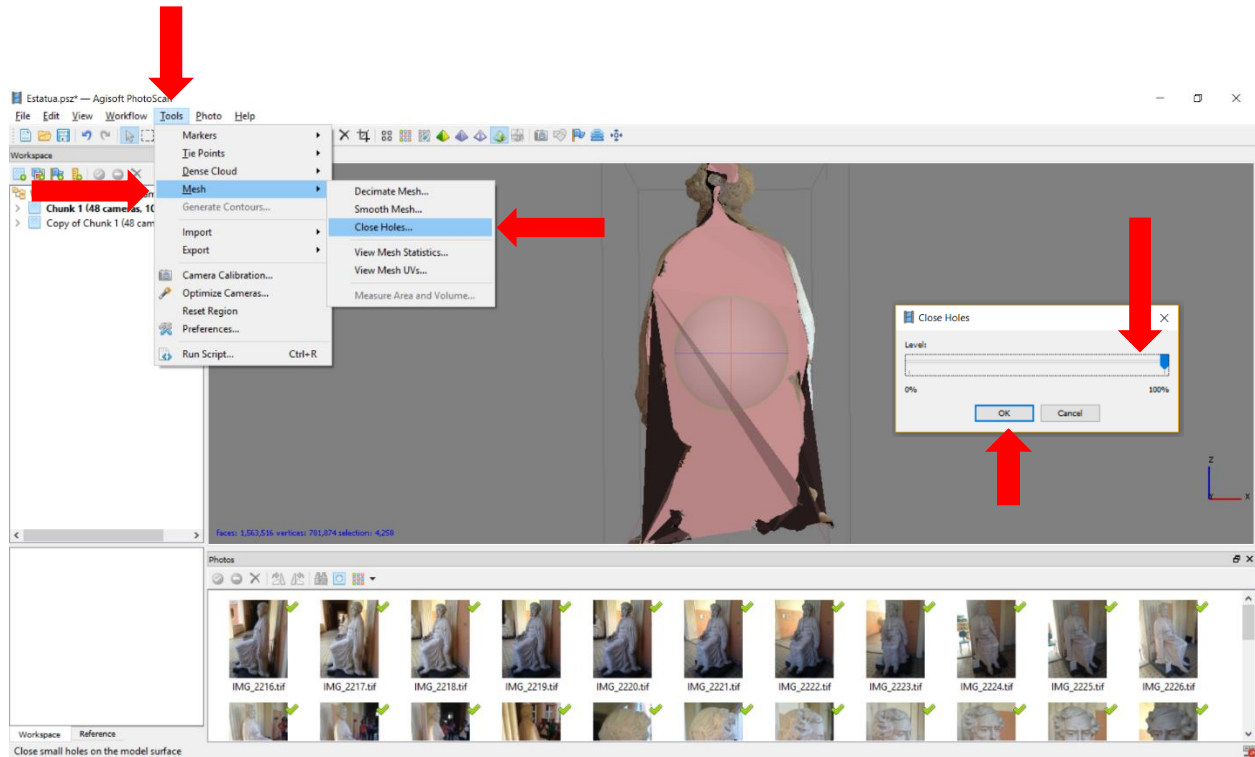 Estatua.psz* — Agisoft PhotoScan
File Edit View Workflow Tools Photo Help
Workspace
Chunk 1 (48 cameras, 10
Copy of Chunk 1 (48 cam
Markers
Tie Points
Dense Cloud
Mesh
Generate Contours...
Import
Export
Camera Calibration...
Optimize Cameras...
Reset Region
Preferences...
Run Script... Ctrl+R
Decimate Mesh...
Smooth Mesh...
Close Holes...
View Mesh Statistics...
View Mesh UVs...
Measure Area and Volume...
Close Holes
Level:
0% 100%
OK Cancel
Z
X
faces: 1,563,516 vertices: 781,874 selection: 4,258
Photos
IMG_2216.tif IMG_2217.tif IMG_2218.tif IMG_2219.tif IMG_2220.tif IMG_2221.tif IMG_2222.tif IMG_2223.tif IMG_2224.tif IMG_2225.tif IMG_2226.tif
Workspace Reference
Close small holes on the model surface